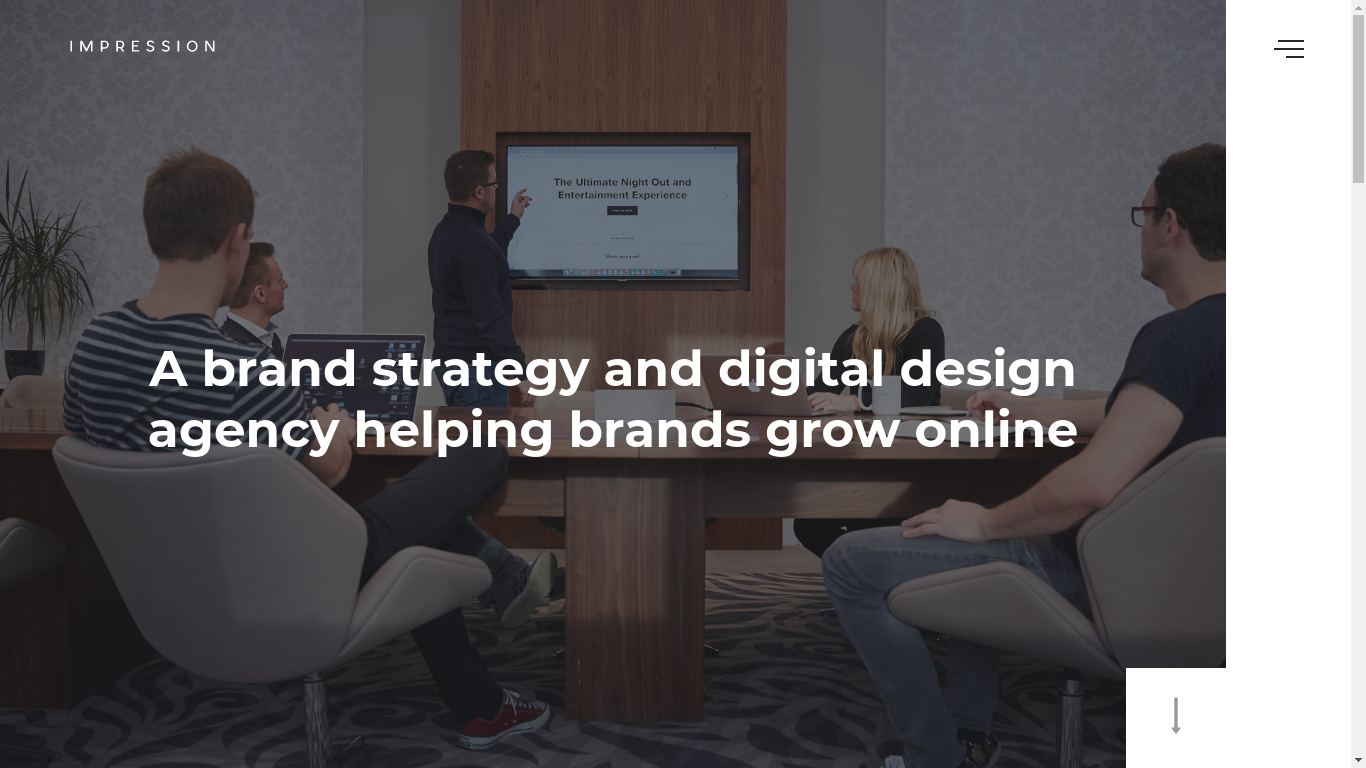 IMPRESSION
The Ultimate Night Out and
Entertainment Experience
A brand strategy and digital design
agency helping brands grow online